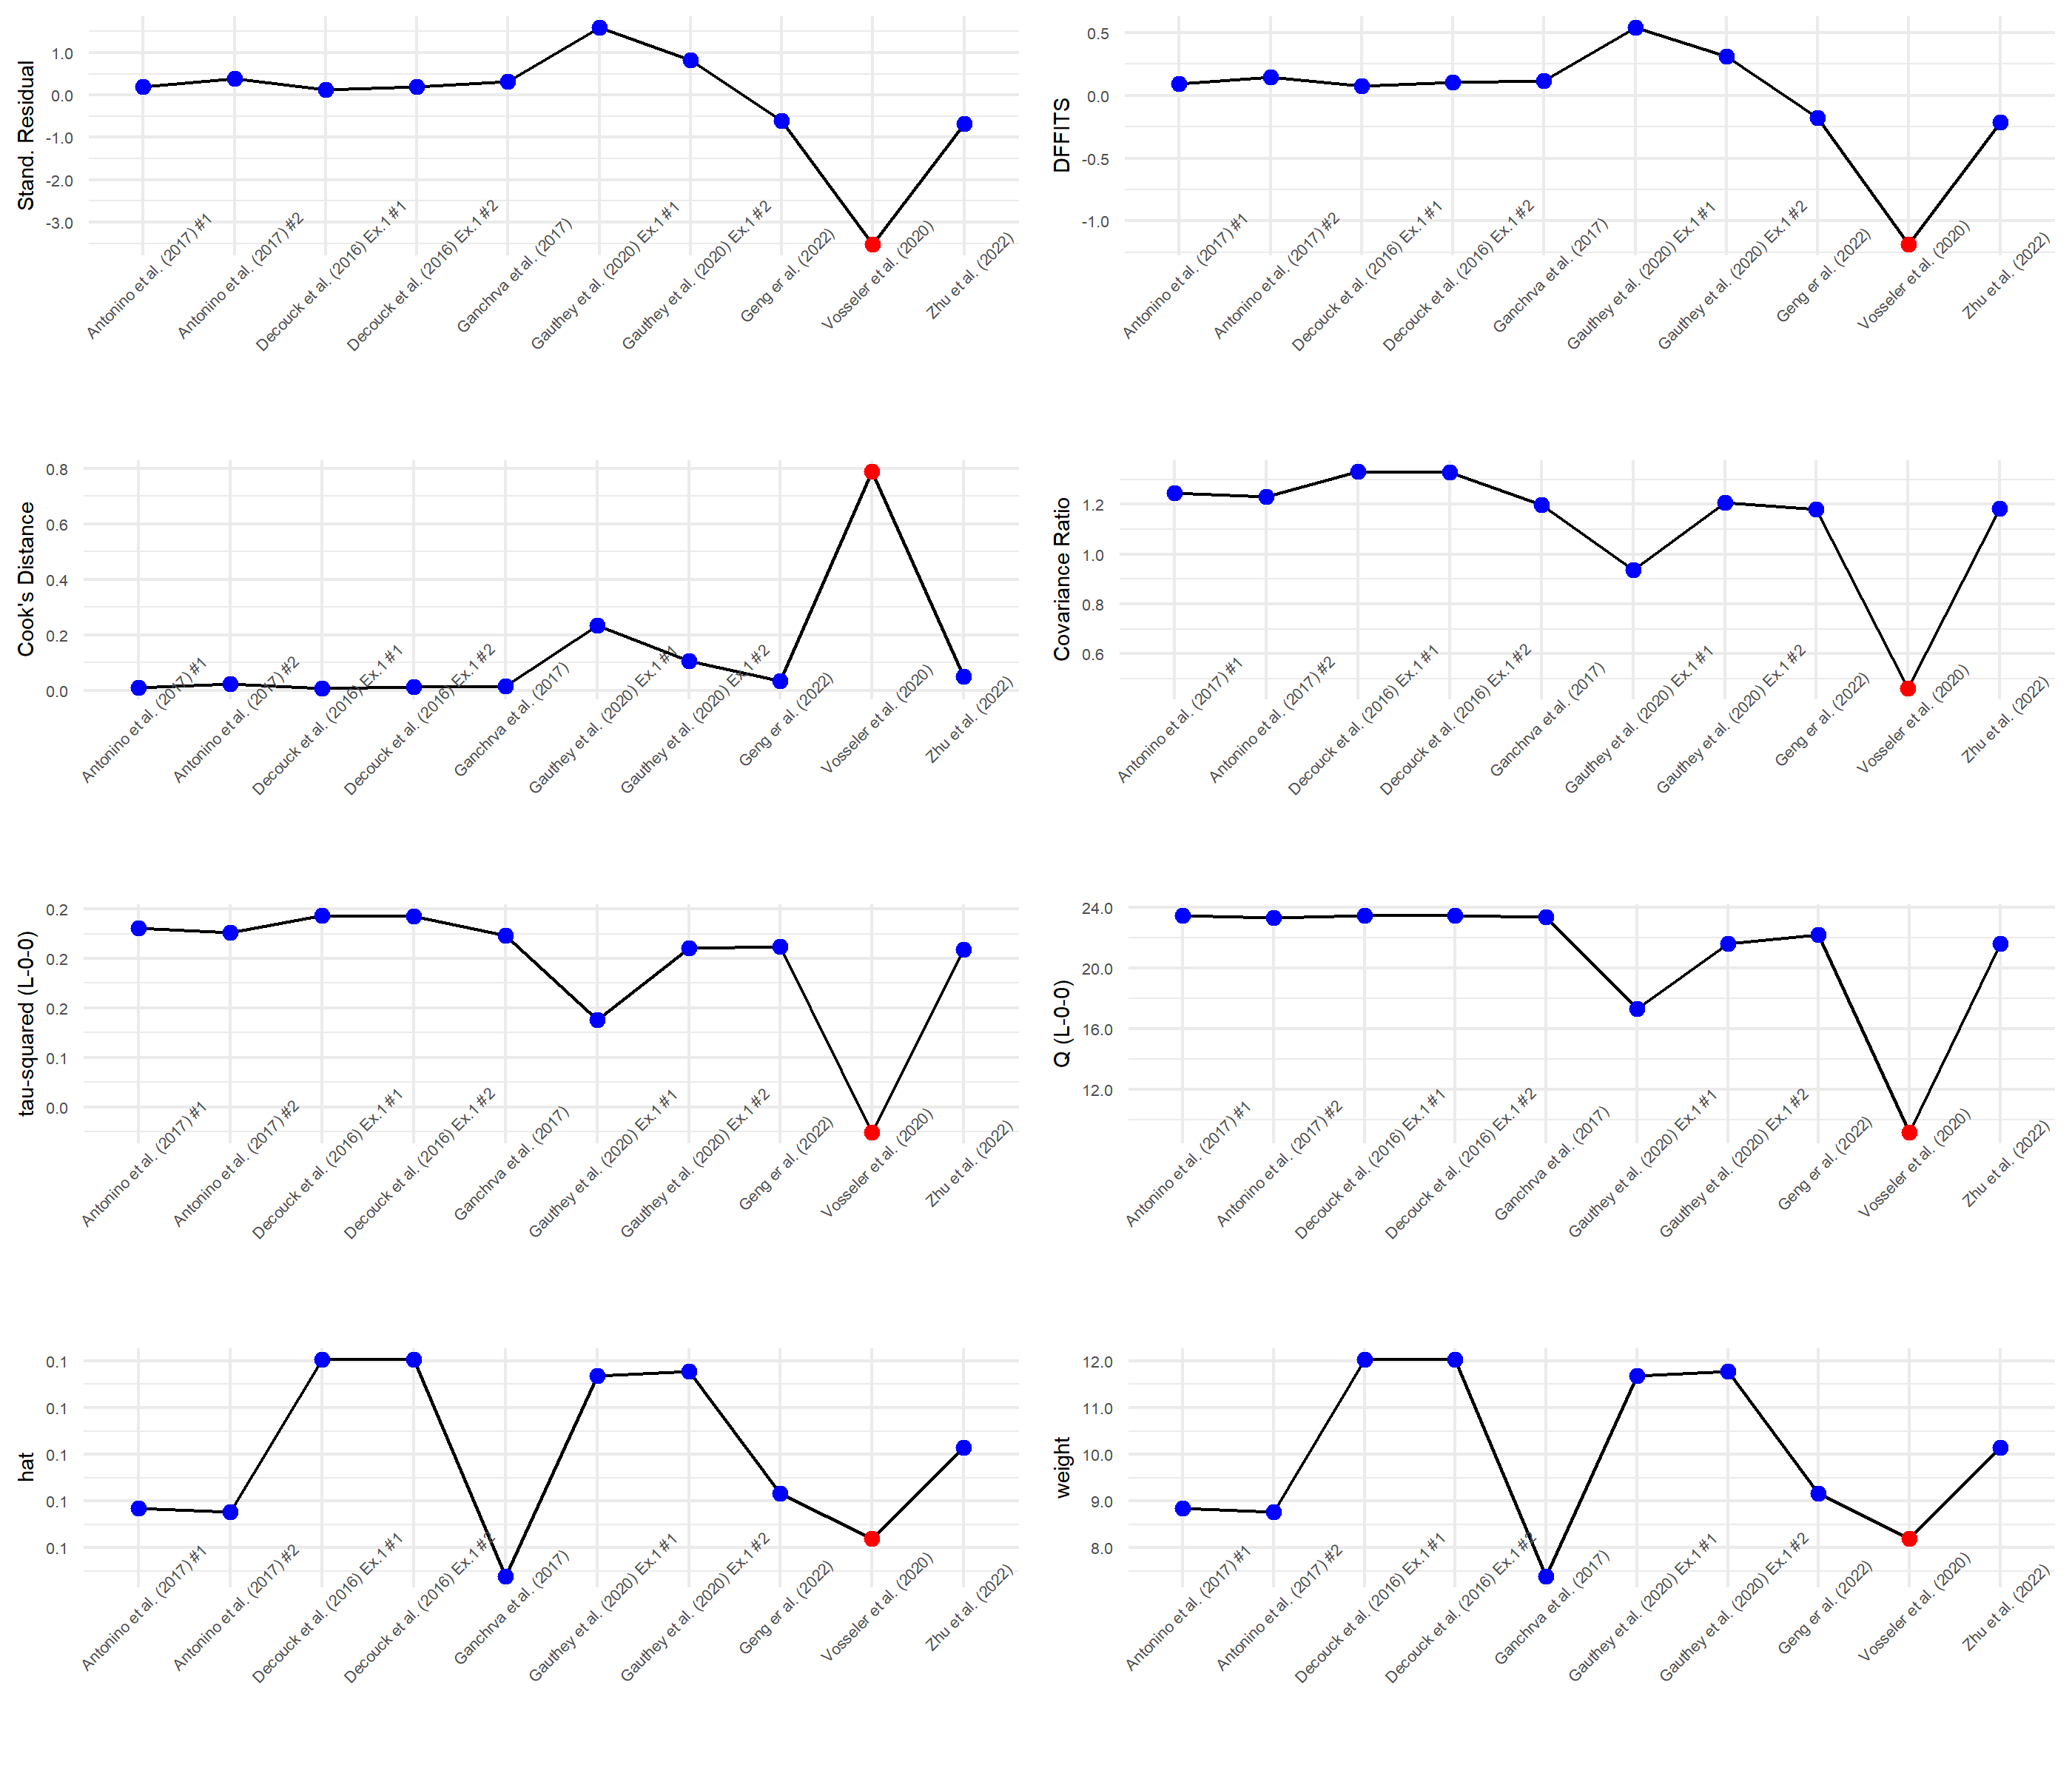 Stand. Residual
1.0
0.0
-1.0
-2.0
-3.0
Antonino et al. (2017) #1
Antonino et al. (2017) #2
Decouck et al. (2016) Ex.1 #1
Decouck et al. (2016) Ex.1 #2
Ganchrva et al. (2017)
Gauthey et al. (2020) Ex.1 #1
Gauthey et al. (2020) Ex.1 #2
Geng er al. (2022)
Vosseler et al. (2020)
Zhu et al. (2022)
DFFITS
0.5
0.0
-0.5
-1.0
Antonino et al. (2017) #1
Antonino et al. (2017) #2
Decouck et al. (2016) Ex.1 #1
Decouck et al. (2016) Ex.1 #2
Ganchrva et al. (2017)
Gauthey et al. (2020) Ex.1 #1
Gauthey et al. (2020) Ex.1 #2
Geng er al. (2022)
Vosseler et al. (2020)
Zhu et al. (2022)
Cook's Distance
0.8
0.6
0.4
0.2
0.0
Antonino et al. (2017) #1
Antonino et al. (2017) #2
Decouck et al. (2016) Ex.1 #1
Decouck et al. (2016) Ex.1 #2
Ganchrva et al. (2017)
Gauthey et al. (2020) Ex.1 #1
Gauthey et al. (2020) Ex.1 #2
Geng er al. (2022)
Vosseler et al. (2020)
Zhu et al. (2022)
Covariance Ratio
1.2
1.0
0.8
0.6
Antonino et al. (2017) #1
Antonino et al. (2017) #2
Decouck et al. (2016) Ex.1 #1
Decouck et al. (2016) Ex.1 #2
Ganchrva et al. (2017)
Gauthey et al. (2020) Ex.1 #1
Gauthey et al. (2020) Ex.1 #2
Geng er al. (2022)
Vosseler et al. (2020)
Zhu et al. (2022)
tau-squared (L-0-0)
0.2
0.2
0.2
0.1
0.0
Antonino et al. (2017) #1
Antonino et al. (2017) #2
Decouck et al. (2016) Ex.1 #1
Decouck et al. (2016) Ex.1 #2
Ganchrva et al. (2017)
Gauthey et al. (2020) Ex.1 #1
Gauthey et al. (2020) Ex.1 #2
Geng er al. (2022)
Vosseler et al. (2020)
Zhu et al. (2022)
Q (L-0-0)
24.0
20.0
16.0
12.0
Antonino et al. (2017) #1
Antonino et al. (2017) #2
Decouck et al. (2016) Ex.1 #1
Decouck et al. (2016) Ex.1 #2
Ganchrva et al. (2017)
Gauthey et al. (2020) Ex.1 #1
Gauthey et al. (2020) Ex.1 #2
Geng er al. (2022)
Vosseler et al. (2020)
Zhu et al. (2022)
hat
0.1
0.1
0.1
0.1
0.1
Antonino et al. (2017) #1
Antonino et al. (2017) #2
Decouck et al. (2016) Ex.1 #1
Decouck et al. (2016) Ex.1 #2
Ganchrva et al. (2017)
Gauthey et al. (2020) Ex.1 #1
Gauthey et al. (2020) Ex.1 #2
Geng er al. (2022)
Vosseler et al. (2020)
Zhu et al. (2022)
weight
12.0
11.0
10.0
9.0
8.0
Antonino et al. (2017) #1
Antonino et al. (2017) #2
Decouck et al. (2016) Ex.1 #1
Decouck et al. (2016) Ex.1 #2
Ganchrva et al. (2017)
Gauthey et al. (2020) Ex.1 #1
Gauthey et al. (2020) Ex.1 #2
Geng er al. (2022)
Vosseler et al. (2020)
Zhu et al. (2022)